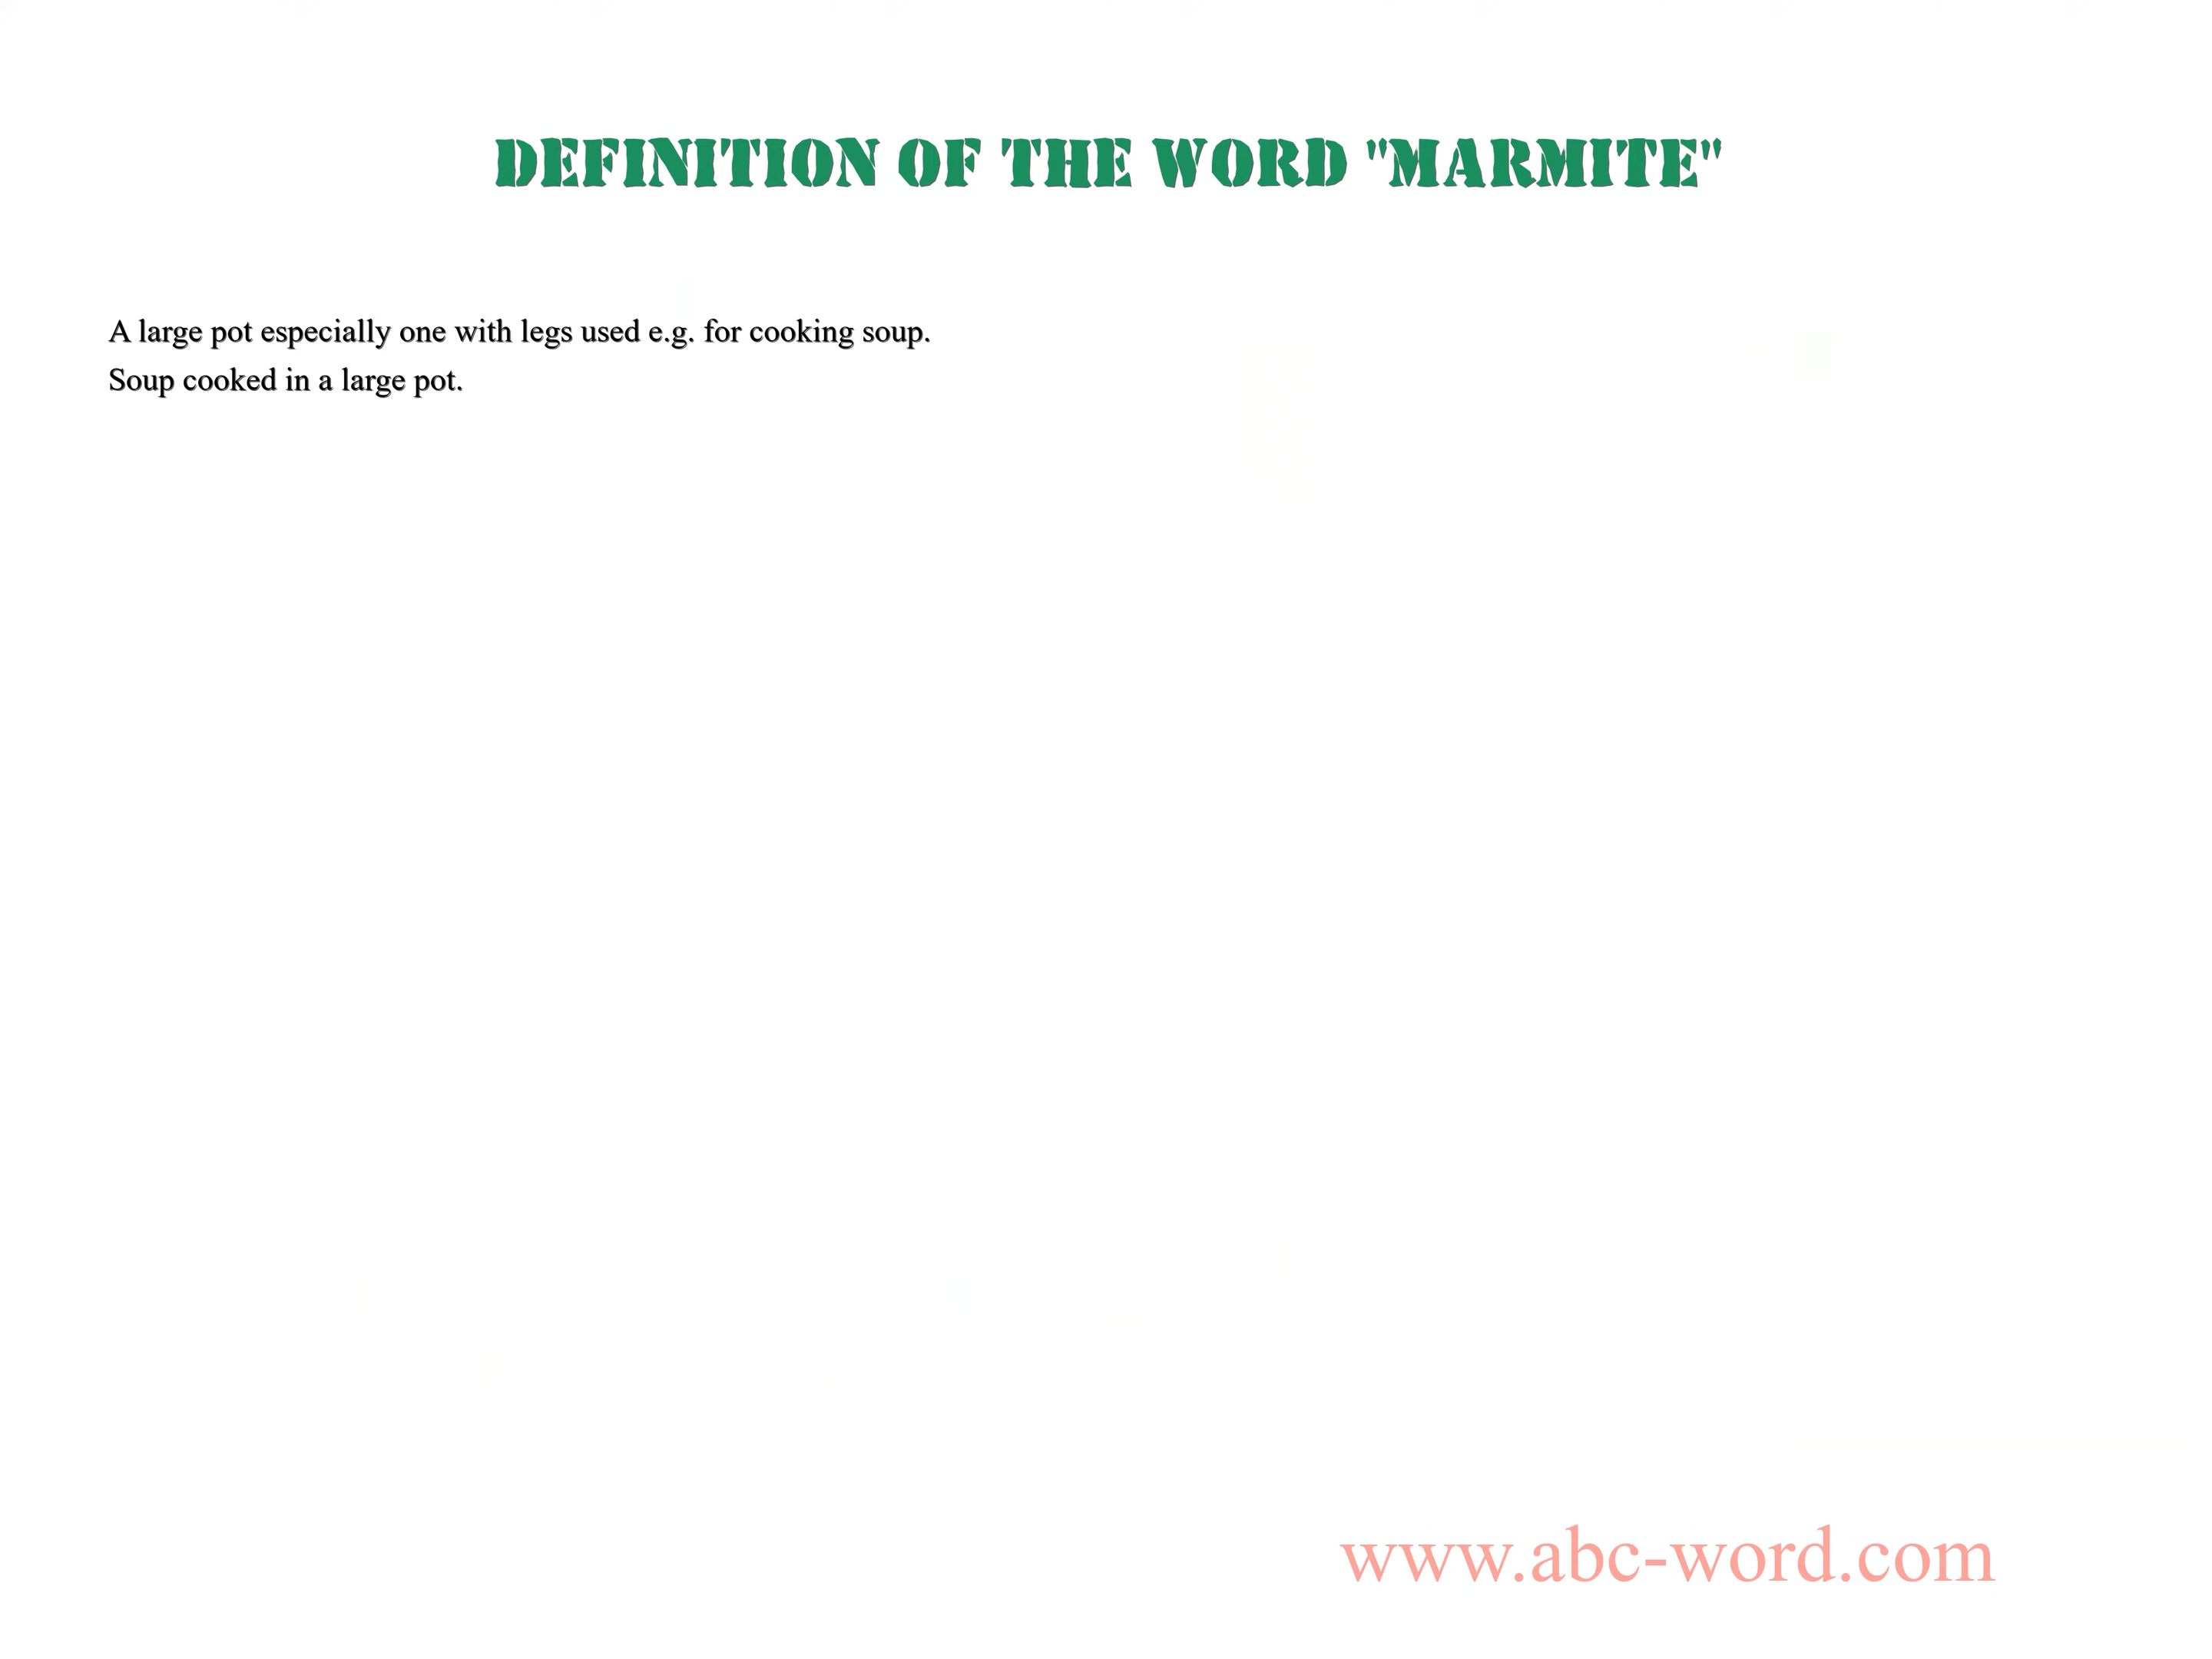 DEFINITION OF THE WORD "MARMITE"
A large pot especially one with legs used e.g. for cooking soup.
Soup cooked in a large pot.
www.abc-word.com